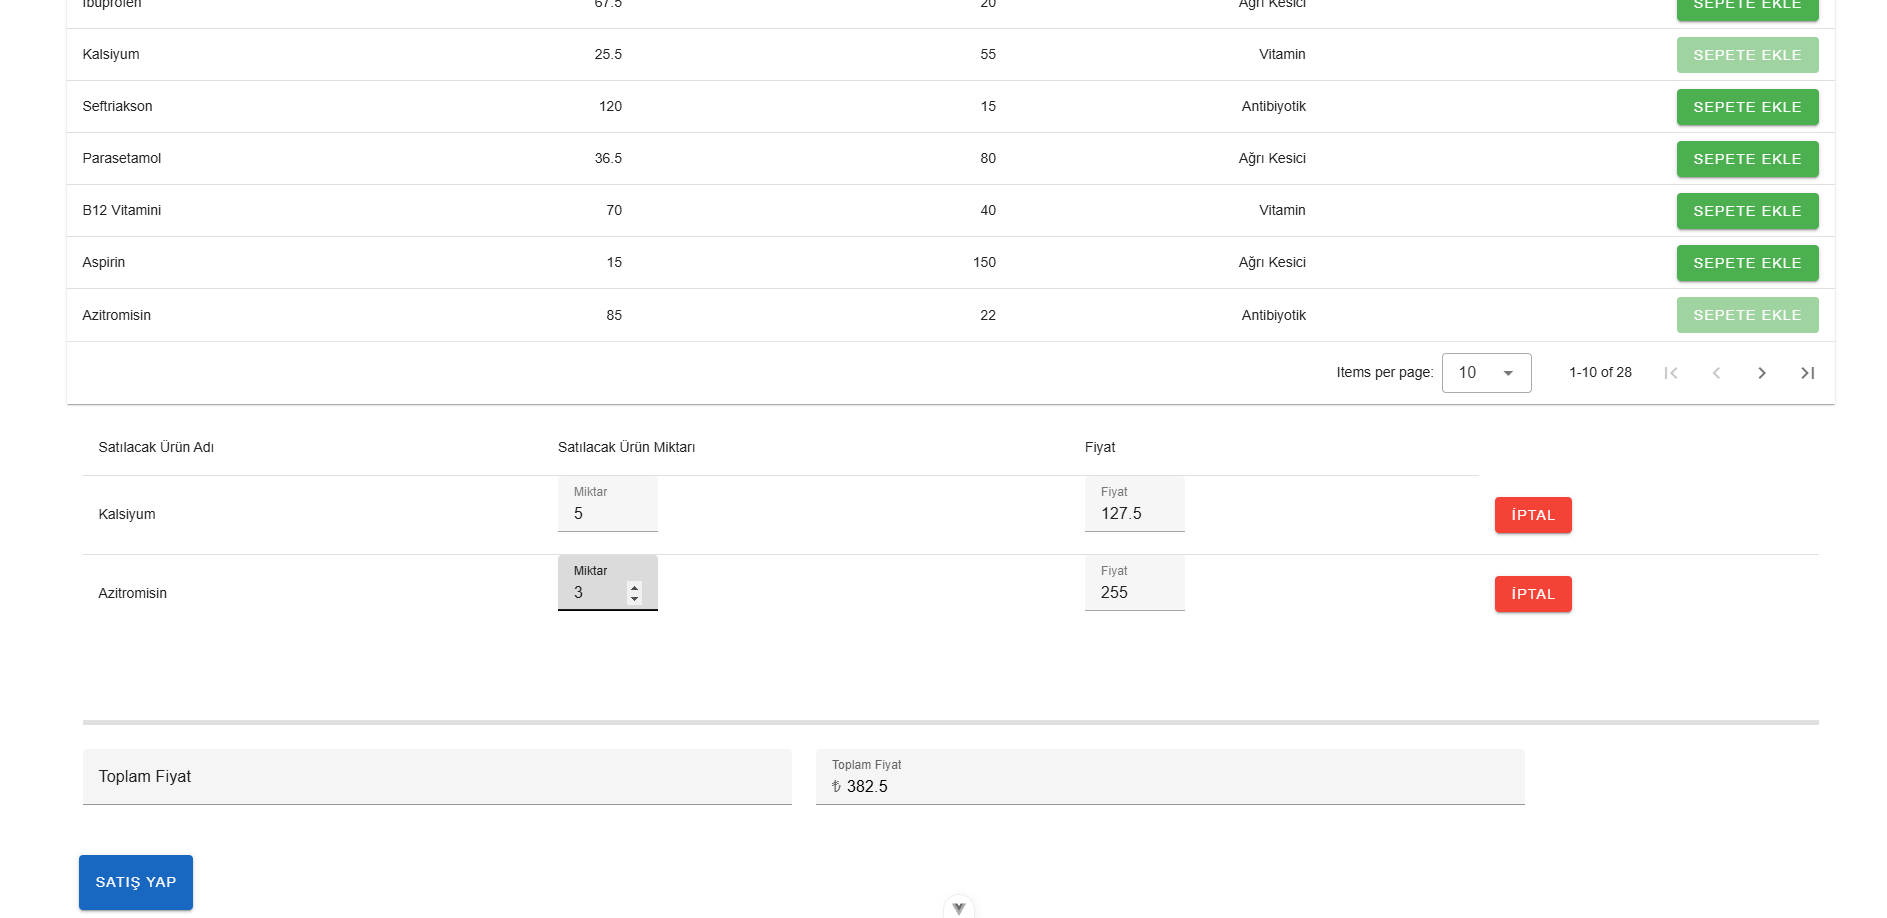 Ibuprofen 67.5 20 Ağrı Kesici SEPETE EKLE
Kalsiyum 25.5 55 Vitamin SEPETE EKLE
Seftriakson 120 15 Antibiyotik SEPETE EKLE
Parasetamol 36.5 80 Ağrı Kesici SEPETE EKLE
B12 Vitamini 70 40 Vitamin SEPETE EKLE
Aspirin 15 150 Ağrı Kesici SEPETE EKLE
Azitromisin 85 22 Antibiyotik SEPETE EKLE
Items per page: 10 1-10 of 28
Satılacak Ürün Adı Satılacak Ürün Miktarı Fiyat
Miktar Fiyat
Kalsiyum 5 127.5 İPTAL
Miktar Fiyat
Azitromisin 3 255 İPTAL
Toplam Fiyat
Toplam Fiyat
₺ 382.5
SATIŞ YAP